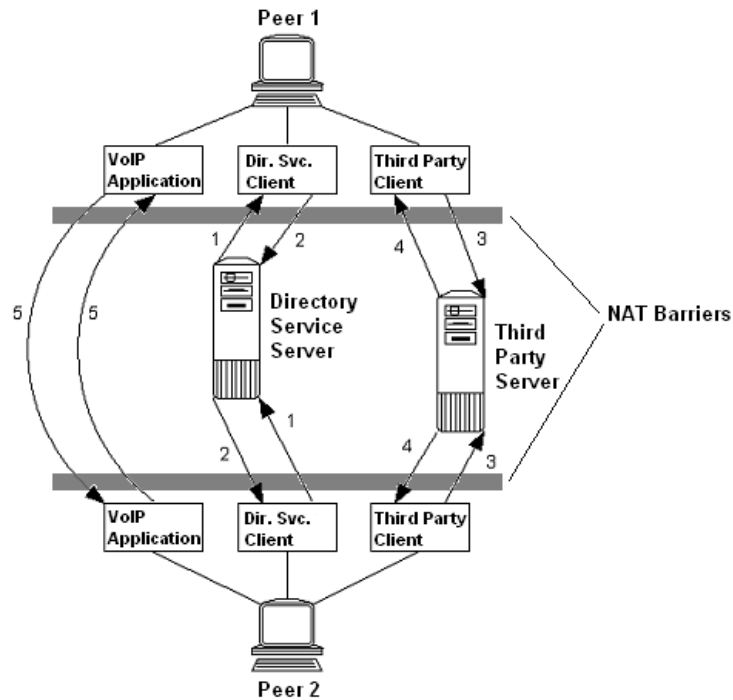 Peer 1
VoIP
Application
Dir. Svc.
Client
Third Party
Client
1
2
4
3
5
5
Directory
Service
Server
Third
Party
Server
NAT Barriers
2
1
4
3
VoIP
Application
Dir. Svc.
Client
Third Party
Client
Peer 2